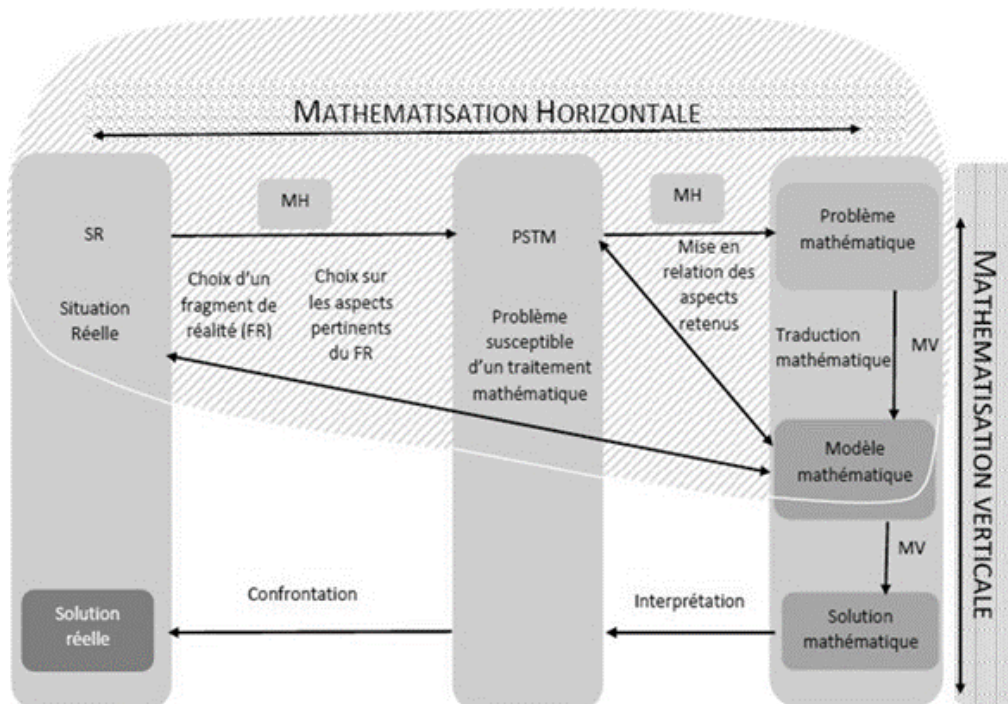 MATHEMATISATION HORIZONTALE
MH
MH
SR
Situation
Réelle
Choix d'un
fragment de
réalité (FR)
Choix sur
les aspects
pertinents
du FR
PSTM
Problème
susceptible
d'un traitement
mathématique
Mise en
relation des
aspects
retenus
Problème
mathématique
Traduction
mathématique
MV
Modèle
mathématique
MV
Solution
mathématique
Interprétation
Confrontation
Solution
réelle
MATHEMATISATION VERTICALE